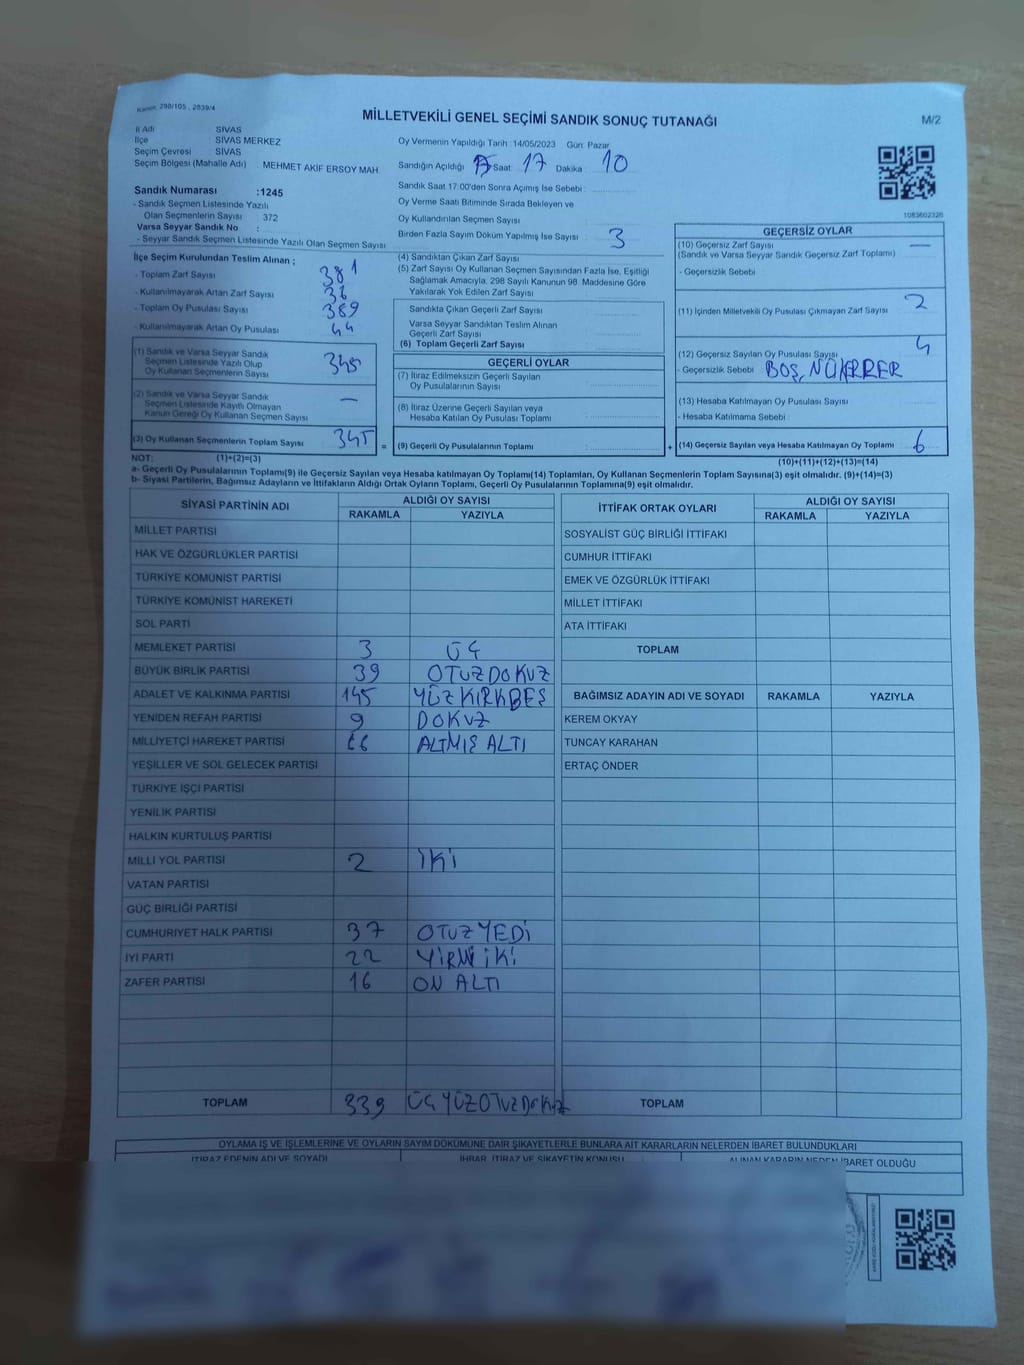 Kanun: 298/105 , 2839/4
MİLLETVEKİLİ GENEL SEÇİMİ SANDIK SONUÇ TUTANAĞI
M/2
İl Adı SİVAS
İlçe SİVAS MERKEZ
Seçim Çevresi SİVAS
Seçim Bölgesi (Mahalle Adı) MEHMET AKİF ERSOY MAH.
Oy Vermenin Yapıldığı Tarih : 14/05/2023 Gün: Pazar
Sandığın Açıldığı Saat 17 Dakika 10
Sandık Saat 17:00'den Sonra Açılmış İse Sebebi :
Oy Verme Saati Bitiminde Sırada Bekleyen ve
Oy Kullandırılan Seçmen Sayısı
Birden Fazla Sayım Döküm Yapılmış İse Sayısı 3
1083602326
Sandık Numarası :1245
- Sandık Seçmen Listesinde Yazılı
Olan Seçmenlerin Sayısı : 372
Varsa Seyyar Sandık No :
- Seyyar Sandık Seçmen Listesinde Yazılı Olan Seçmen Sayısı
İlçe Seçim Kurulundan Teslim Alınan ;
- Toplam Zarf Sayısı 381
- Kullanılmayarak Artan Zarf Sayısı 36
- Toplam Oy Pusulası Sayısı 389
- Kullanılmayarak Artan Oy Pusulası 44
(1) Sandık ve Varsa Seyyar Sandık
Seçmen Listesinde Yazılı Olup
Oy Kullanan Seçmenlerin Sayısı 345
(2) Sandık ve Varsa Seyyar Sandık
Seçmen Listesinde Kayıtlı Olmayan
Kanun Gereği Oy Kullanan Seçmen Sayısı —
(3) Oy Kullanan Seçmenlerin Toplam Sayısı 345
(1)+(2)=(3)
(4) Sandıktan Çıkan Zarf Sayısı
(5) Zarf Sayısı Oy Kullanan Seçmen Sayısından Fazla İse, Eşitliği
Sağlamak Amacıyla, 298 Sayılı Kanunun 98. Maddesine Göre
Yakılarak Yok Edilen Zarf Sayısı
Sandıkta Çıkan Geçerli Zarf Sayısı
Varsa Seyyar Sandıktan Teslim Alınan
Geçerli Zarf Sayısı
(6) Toplam Geçerli Zarf Sayısı
GEÇERLİ OYLAR
(7) İtiraz Edilmeksizin Geçerli Sayılan
Oy Pusulalarının Sayısı
(8) İtiraz Üzerine Geçerli Sayılan veya
Hesaba Katılan Oy Pusulası Toplamı
= (9) Geçerli Oy Pusulalarının Toplamı +
GEÇERSİZ OYLAR
(10) Geçersiz Zarf Sayısı —
(Sandık ve Varsa Seyyar Sandık Geçersiz Zarf Toplamı)
- Geçersizlik Sebebi
(11) İçinden Milletvekili Oy Pusulası Çıkmayan Zarf Sayısı 2
(12) Geçersiz Sayılan Oy Pusulası Sayısı 4
- Geçersizlik Sebebi BOŞ, NÜKRRER
(13) Hesaba Katılmayan Oy Pusulası Sayısı
- Hesaba Katılmama Sebebi :
(14) Geçersiz Sayılan veya Hesaba Katılmayan Oy Toplamı 6
(10)+(11)+(12)+(13)=(14)
NOT:
a- Geçerli Oy Pusulalarının Toplamı(9) ile Geçersiz Sayılan veya Hesaba katılmayan Oy Toplamı(14) Toplamları, Oy Kullanan Seçmenlerin Toplam Sayısına(3) eşit olmalıdır. (9)+(14)=(3)
b- Siyasi Partilerin, Bağımsız Adayların ve İttifakların Aldığı Ortak Oyların Toplamı, Geçerli Oy Pusulalarının Toplamına(9) eşit olmalıdır.
SİYASİ PARTİNİN ADI ALDIĞI OY SAYISI
RAKAMLA YAZIYLA
MİLLET PARTİSİ
HAK VE ÖZGÜRLÜKLER PARTİSİ
TÜRKİYE KOMÜNİST PARTİSİ
TÜRKİYE KOMÜNİST HAREKETİ
SOL PARTİ
MEMLEKET PARTİSİ 3 ÜÇ
BÜYÜK BİRLİK PARTİSİ 39 OTUZDOKUZ
ADALET VE KALKINMA PARTİSİ 145 YÜZKIRKBEŞ
YENİDEN REFAH PARTİSİ 9 DOKUZ
MİLLİYETÇİ HAREKET PARTİSİ 66 ALTMIŞ ALTI
YEŞİLLER VE SOL GELECEK PARTİSİ
TÜRKİYE İŞÇİ PARTİSİ
YENİLİK PARTİSİ
HALKIN KURTULUŞ PARTİSİ
MİLLİ YOL PARTİSİ 2 İKİ
VATAN PARTİSİ
GÜÇ BİRLİĞİ PARTİSİ
CUMHURİYET HALK PARTİSİ 37 OTUZYEDİ
İYİ PARTİ 22 YİRMİ İKİ
ZAFER PARTİSİ 16 ON ALTI
TOPLAM 339 ÜÇYÜZOTUZDOKUZ
İTTİFAK ORTAK OYLARI ALDIĞI OY SAYISI
RAKAMLA YAZIYLA
SOSYALİST GÜÇ BİRLİĞİ İTTİFAKI
CUMHUR İTTİFAKI
EMEK VE ÖZGÜRLÜK İTTİFAKI
MİLLET İTTİFAKI
ATA İTTİFAKI
TOPLAM
BAĞIMSIZ ADAYIN ADI VE SOYADI RAKAMLA YAZIYLA
KEREM OKYAY
TUNCAY KARAHAN
ERTAÇ ÖNDER
TOPLAM
OYLAMA İŞ VE İŞLEMLERİNE VE OYLARIN SAYIM DÖKÜMÜNE DAİR ŞİKAYETLERLE BUNLARA AİT KARARLARIN NELERDEN İBARET BULUNDUKLARI
İTİRAZ EDENİN ADI VE SOYADI İHBAR, İTİRAZ VE ŞİKAYETİN KONUSU ALINAN KARARIN NEDEN İBARET OLDUĞU